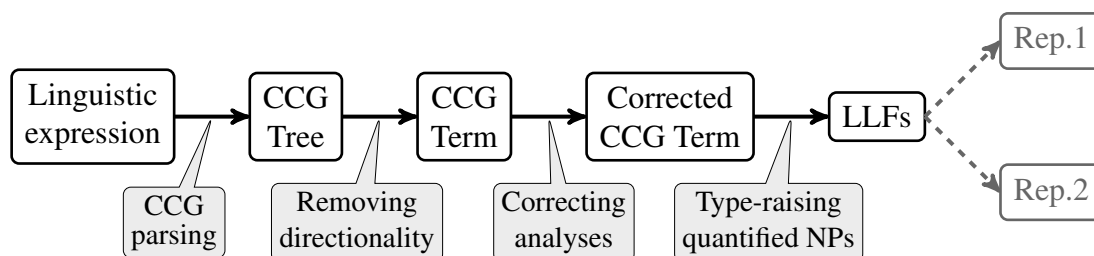 Linguistic
expression
CCG
Tree
CCG
Term
Corrected
CCG Term
LLFs
Rep.1
Rep.2
CCG
parsing
Removing
directionality
Correcting
analyses
Type-raising
quantified NPs